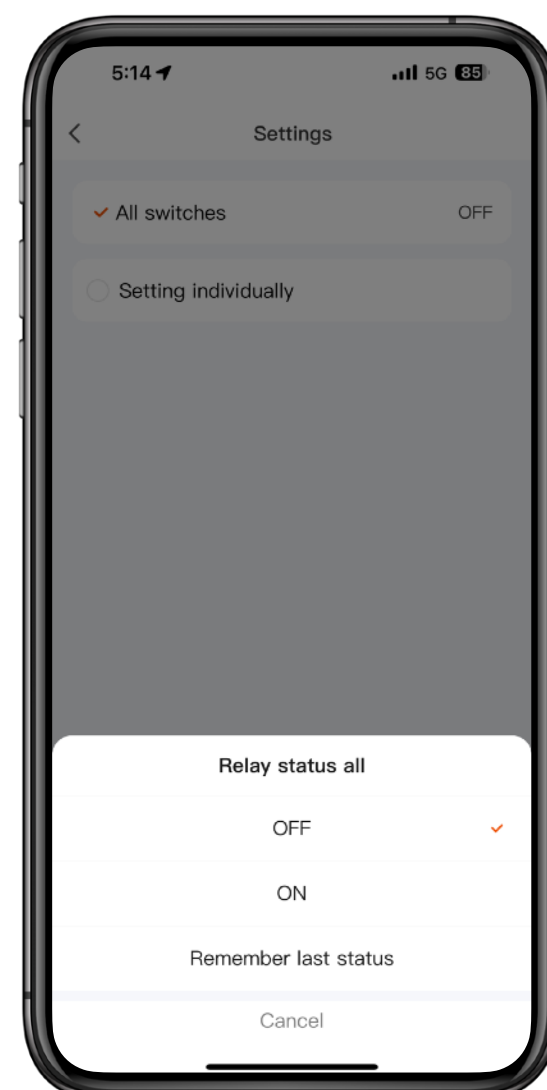 5:14 5G 85
Settings
All switches OFF
Setting individually
Relay status all
OFF
ON
Remember last status
Cancel